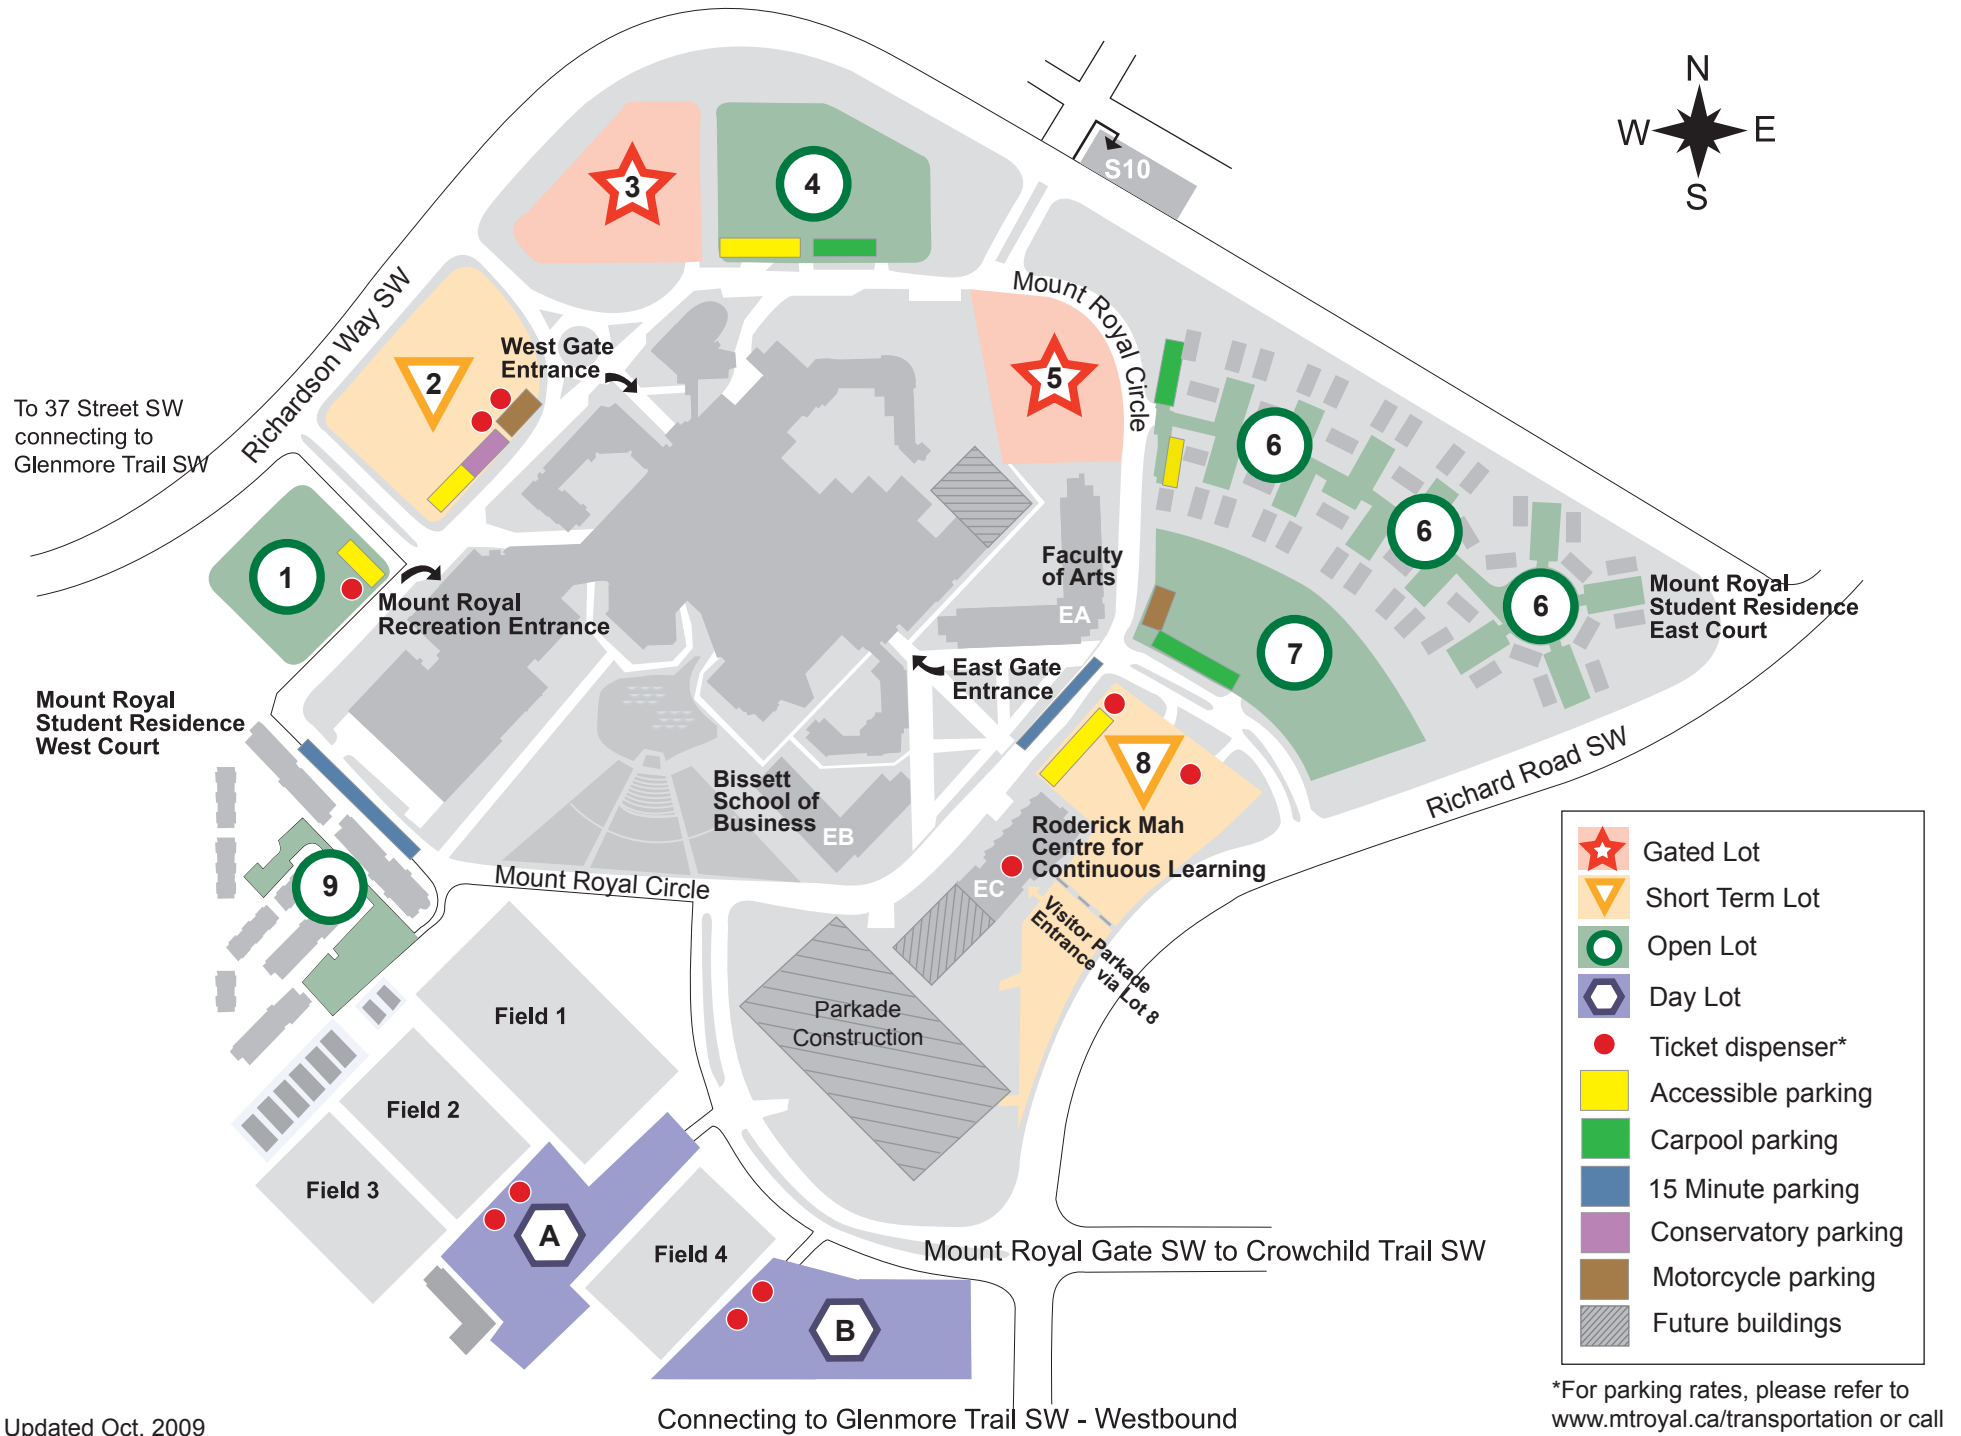 N
W
E
S
S10
3
4
Mount Royal Circle
Richardson Way SW
West Gate
Entrance
2
5
To 37 Street SW
connecting to
Glenmore Trail SW
6
6
6
1
Mount Royal
Recreation Entrance
Faculty
of Arts
EA
Mount Royal
Student Residence
East Court
7
East Gate
Entrance
Mount Royal
Student Residence
West Court
8
Bissett
School of
Business
EB
Richard Road SW
Roderick Mah
Centre for
Continuous Learning
EC
9
Mount Royal Circle
Visitor Parkade
Entrance via Lot 8
Parkade
Construction
Field 1
Field 2
Field 3
Field 4
A
B
Mount Royal Gate SW to Crowchild Trail SW
Connecting to Glenmore Trail SW - Westbound
Gated Lot
Short Term Lot
Open Lot
Day Lot
Ticket dispenser*
Accessible parking
Carpool parking
15 Minute parking
Conservatory parking
Motorcycle parking
Future buildings
*For parking rates, please refer to
www.mtroyal.ca/transportation or call
Updated Oct. 2009